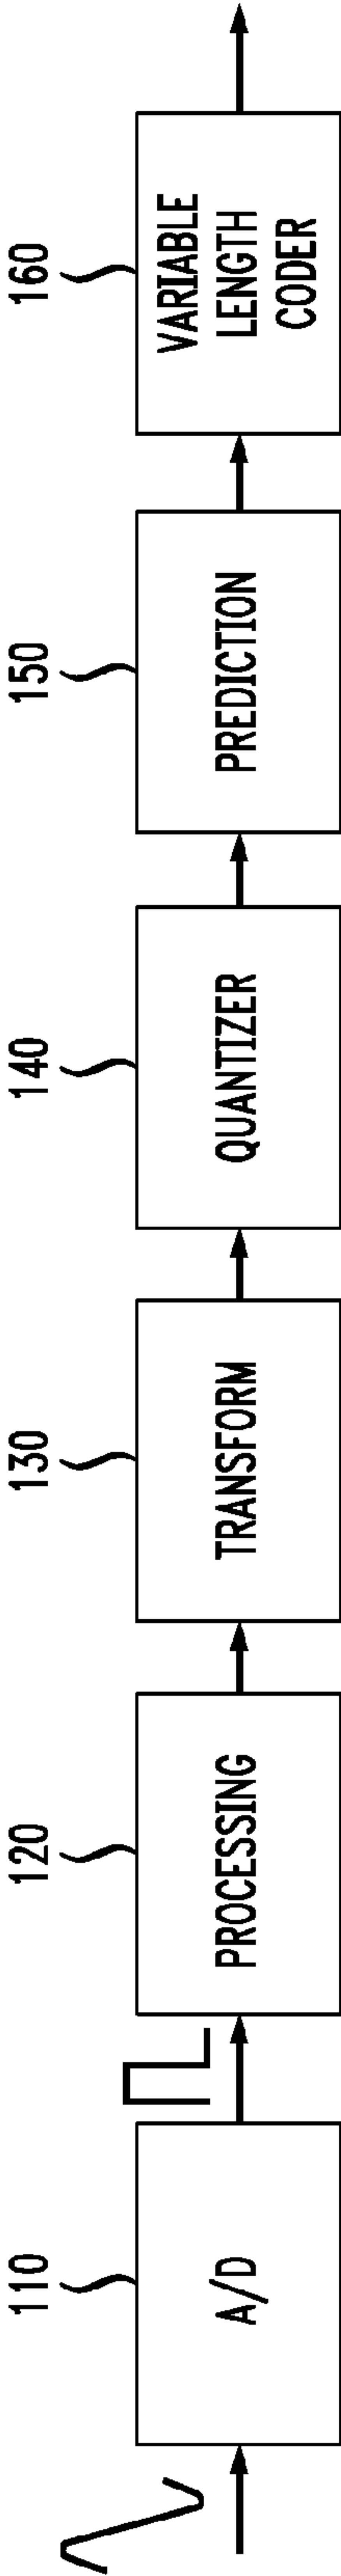 110
A/D
120
PROCESSING
130
TRANSFORM
140
QUANTIZER
150
PREDICTION
160
VARIABLE
LENGTH
CODER